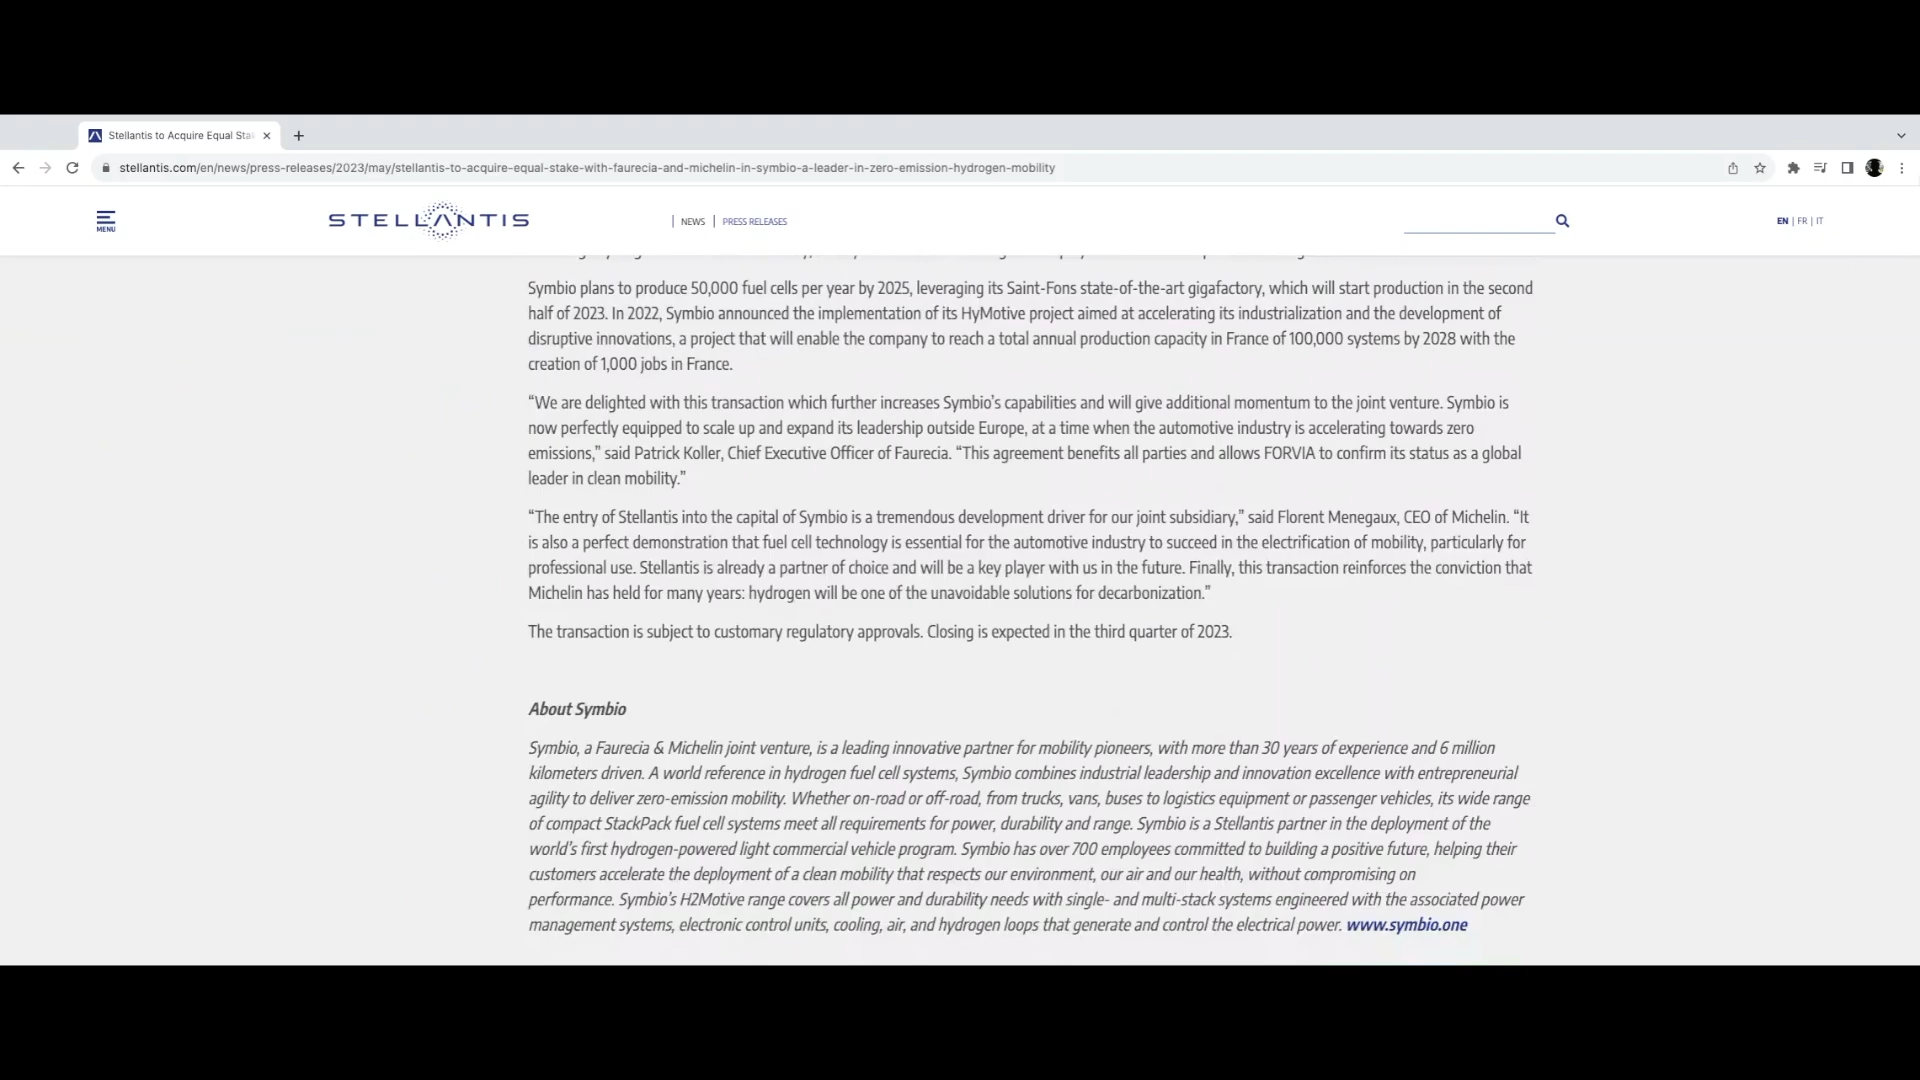 Stellantis to Acquire Equal Sta
stellantis.com/en/news/press-releases/2023/may/stellantis-to-acquire-equal-stake-with-faurecia-and-michelin-in-symbio-a-leader-in-zero-emission-hydrogen-mobility
MENU
STELLANTIS
| NEWS | PRESS RELEASES
EN | FR | IT
Symbio plans to produce 50,000 fuel cells per year by 2025, leveraging its Saint-Fons state-of-the-art gigafactory, which will start production in the second
half of 2023. In 2022, Symbio announced the implementation of its HyMotive project aimed at accelerating its industrialization and the development of
disruptive innovations, a project that will enable the company to reach a total annual production capacity in France of 100,000 systems by 2028 with the
creation of 1,000 jobs in France.
“We are delighted with this transaction which further increases Symbio’s capabilities and will give additional momentum to the joint venture. Symbio is
now perfectly equipped to scale up and expand its leadership outside Europe, at a time when the automotive industry is accelerating towards zero
emissions,” said Patrick Koller, Chief Executive Officer of Faurecia. “This agreement benefits all parties and allows FORVIA to confirm its status as a global
leader in clean mobility.”
“The entry of Stellantis into the capital of Symbio is a tremendous development driver for our joint subsidiary,” said Florent Menegaux, CEO of Michelin. “It
is also a perfect demonstration that fuel cell technology is essential for the automotive industry to succeed in the electrification of mobility, particularly for
professional use. Stellantis is already a partner of choice and will be a key player with us in the future. Finally, this transaction reinforces the conviction that
Michelin has held for many years: hydrogen will be one of the unavoidable solutions for decarbonization.”
The transaction is subject to customary regulatory approvals. Closing is expected in the third quarter of 2023.
About Symbio
Symbio, a Faurecia & Michelin joint venture, is a leading innovative partner for mobility pioneers, with more than 30 years of experience and 6 million
kilometers driven. A world reference in hydrogen fuel cell systems, Symbio combines industrial leadership and innovation excellence with entrepreneurial
agility to deliver zero-emission mobility. Whether on-road or off-road, from trucks, vans, buses to logistics equipment or passenger vehicles, its wide range
of compact StackPack fuel cell systems meet all requirements for power, durability and range. Symbio is a Stellantis partner in the deployment of the
world’s first hydrogen-powered light commercial vehicle program. Symbio has over 700 employees committed to building a positive future, helping their
customers accelerate the deployment of a clean mobility that respects our environment, our air and our health, without compromising on
performance. Symbio’s H2Motive range covers all power and durability needs with single- and multi-stack systems engineered with the associated power
management systems, electronic control units, cooling, air, and hydrogen loops that generate and control the electrical power. www.symbio.one